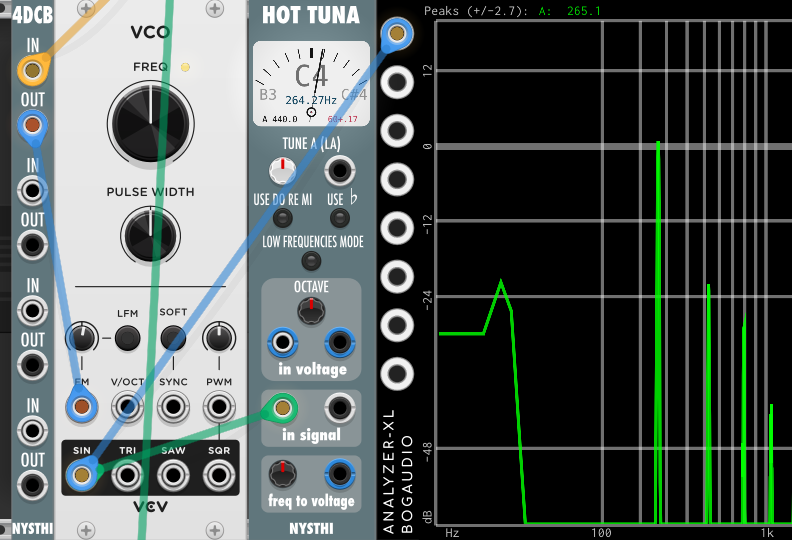 4DCB
IN
OUT
IN
OUT
IN
OUT
IN
OUT
NYSTHI
VCO
FREQ
PULSE WIDTH
LFM
SOFT
FM
V/OCT
SYNC
PWM
SIN
TRI
SAW
SQR
VCV
HOT TUNA
C4
B3
C#4
264.27Hz
A 440.0
60+.17
TUNE A (LA)
USE DO RE MI
USE ♭
LOW FREQUENCIES MODE
OCTAVE
in voltage
in signal
freq to voltage
NYSTHI
ANALYZER-XL
BOGAUDIO
Peaks (+/-2.7): A: 265.1
12
0
-12
-24
-48
dB
Hz
100
1k